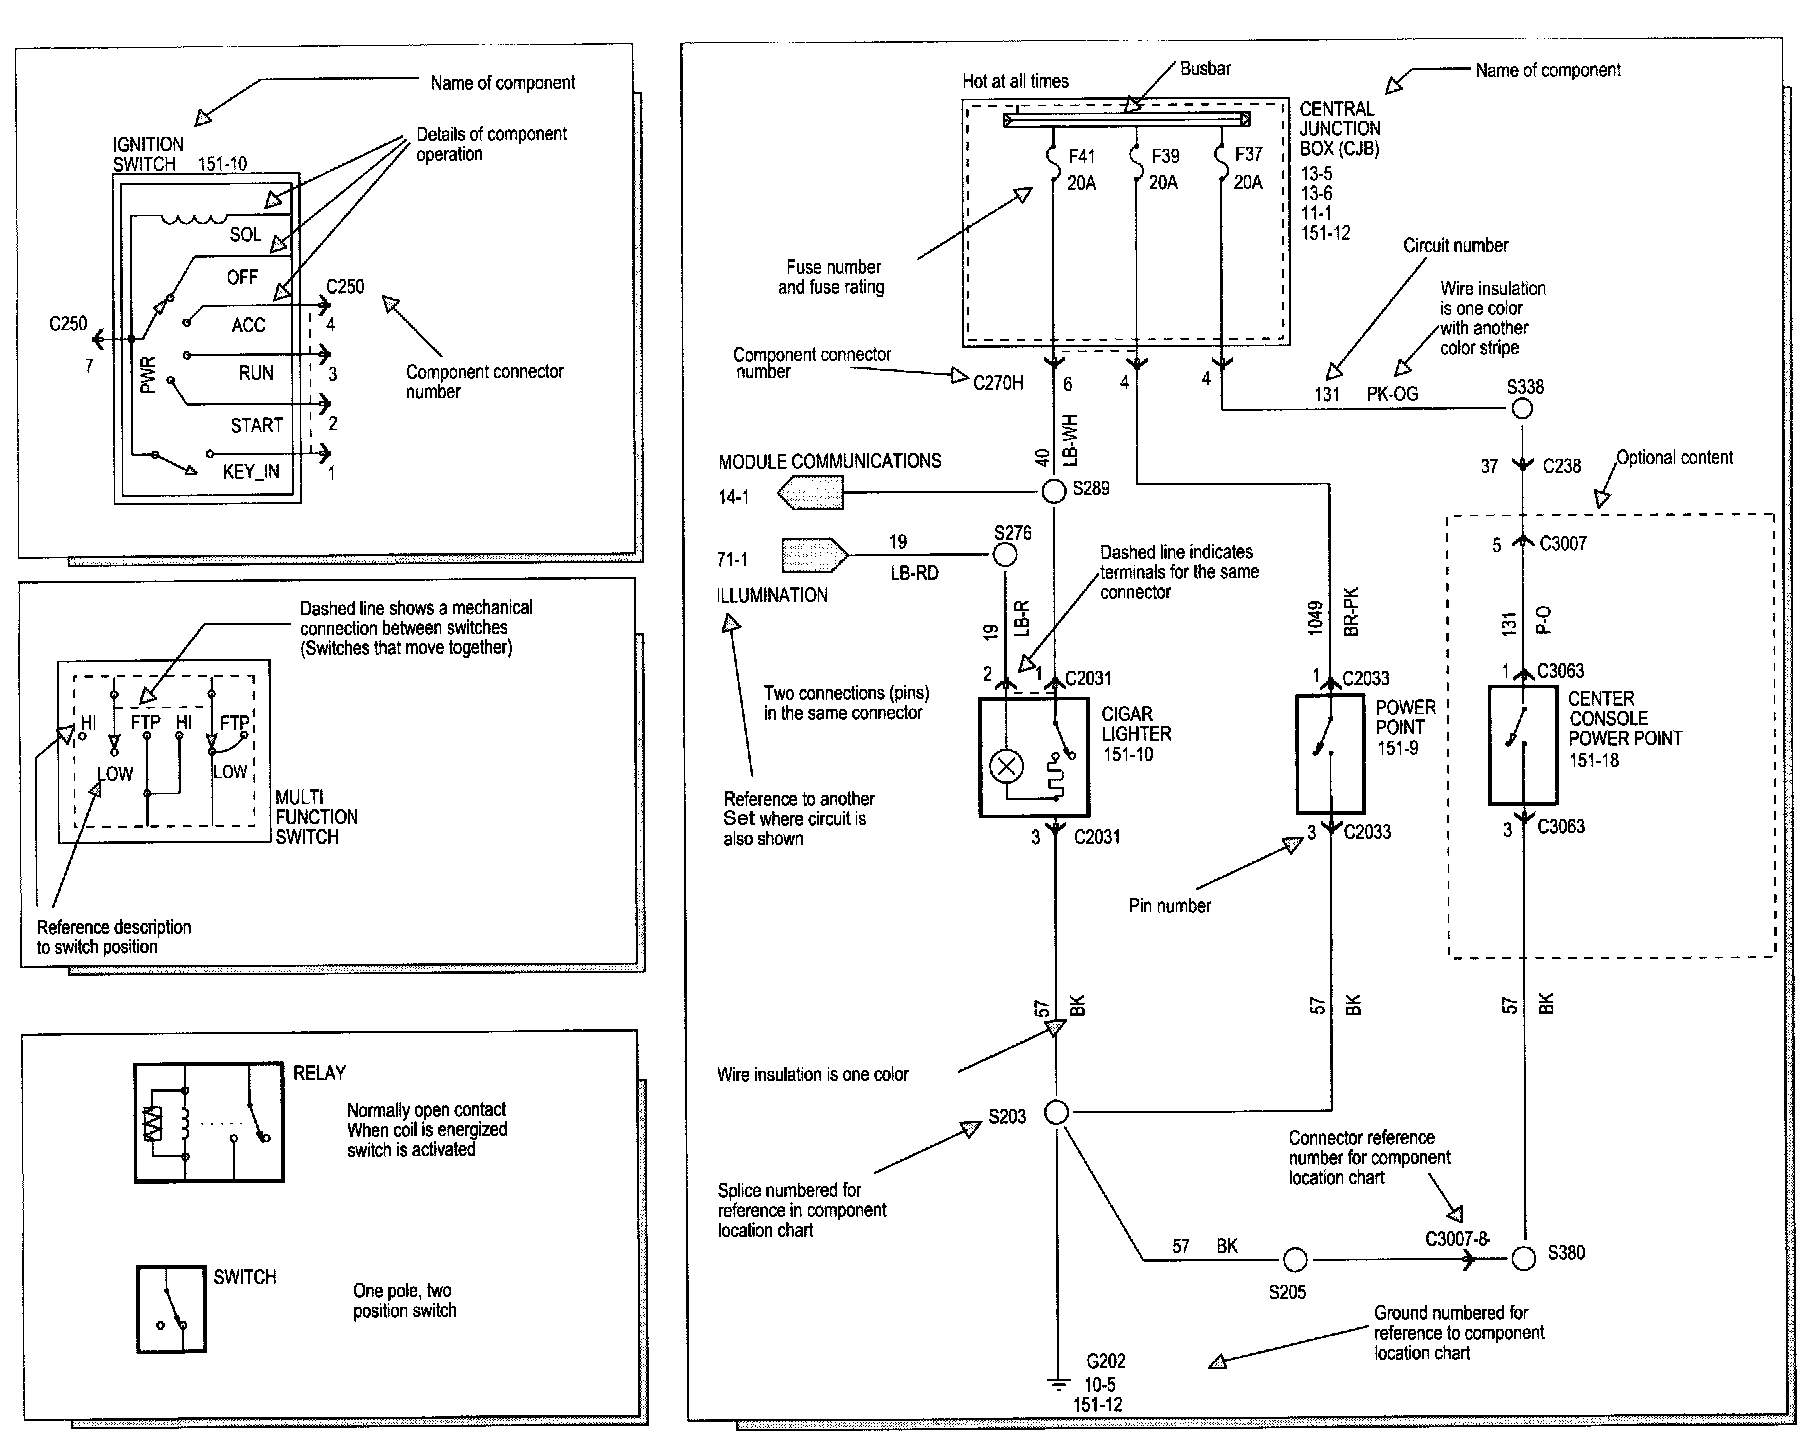 Name of component
Details of component
operation
IGNITION
SWITCH 151-10
SOL
OFF
C250
ACC
4
C250
7
PWR
RUN
3
START
2
KEY_IN
1
Component connector
number
Dashed line shows a mechanical
connection between switches
(Switches that move together)
HI FTP HI FTP
LOW LOW
MULTI
FUNCTION
SWITCH
Reference description
to switch position
RELAY
Normally open contact
When coil is energized
switch is activated
SWITCH
One pole, two
position switch
Hot at all times
Busbar
Name of component
CENTRAL
JUNCTION
BOX (CJB)
13-5
13-6
11-1
151-12
F41
20A
F39
20A
F37
20A
Fuse number
and fuse rating
Circuit number
Wire insulation
is one color
with another
color stripe
Component connector
number
C270H
6
4
4
131 PK-OG
S338
40
LB-WH
37 C238
Optional content
MODULE COMMUNICATIONS
14-1
S289
S276
71-1
19
LB-RD
ILLUMINATION
Dashed line indicates
terminals for the same
connector
5 C3007
19
LB-R
1049
BR-PK
131
P-O
2 1 C2031
1 C2033
1 C3063
Two connections (pins)
in the same connector
CIGAR
LIGHTER
151-10
POWER
POINT
151-9
CENTER
CONSOLE
POWER POINT
151-18
Reference to another
Set where circuit is
also shown
3 C2031
3 C2033
3 C3063
Pin number
57
BK
57
BK
57
BK
Wire insulation is one color
S203
Splice numbered for
reference in component
location chart
Connector reference
number for component
location chart
57 BK
S205
C3007-8
S380
Ground numbered for
reference to component
location chart
G202
10-5
151-12